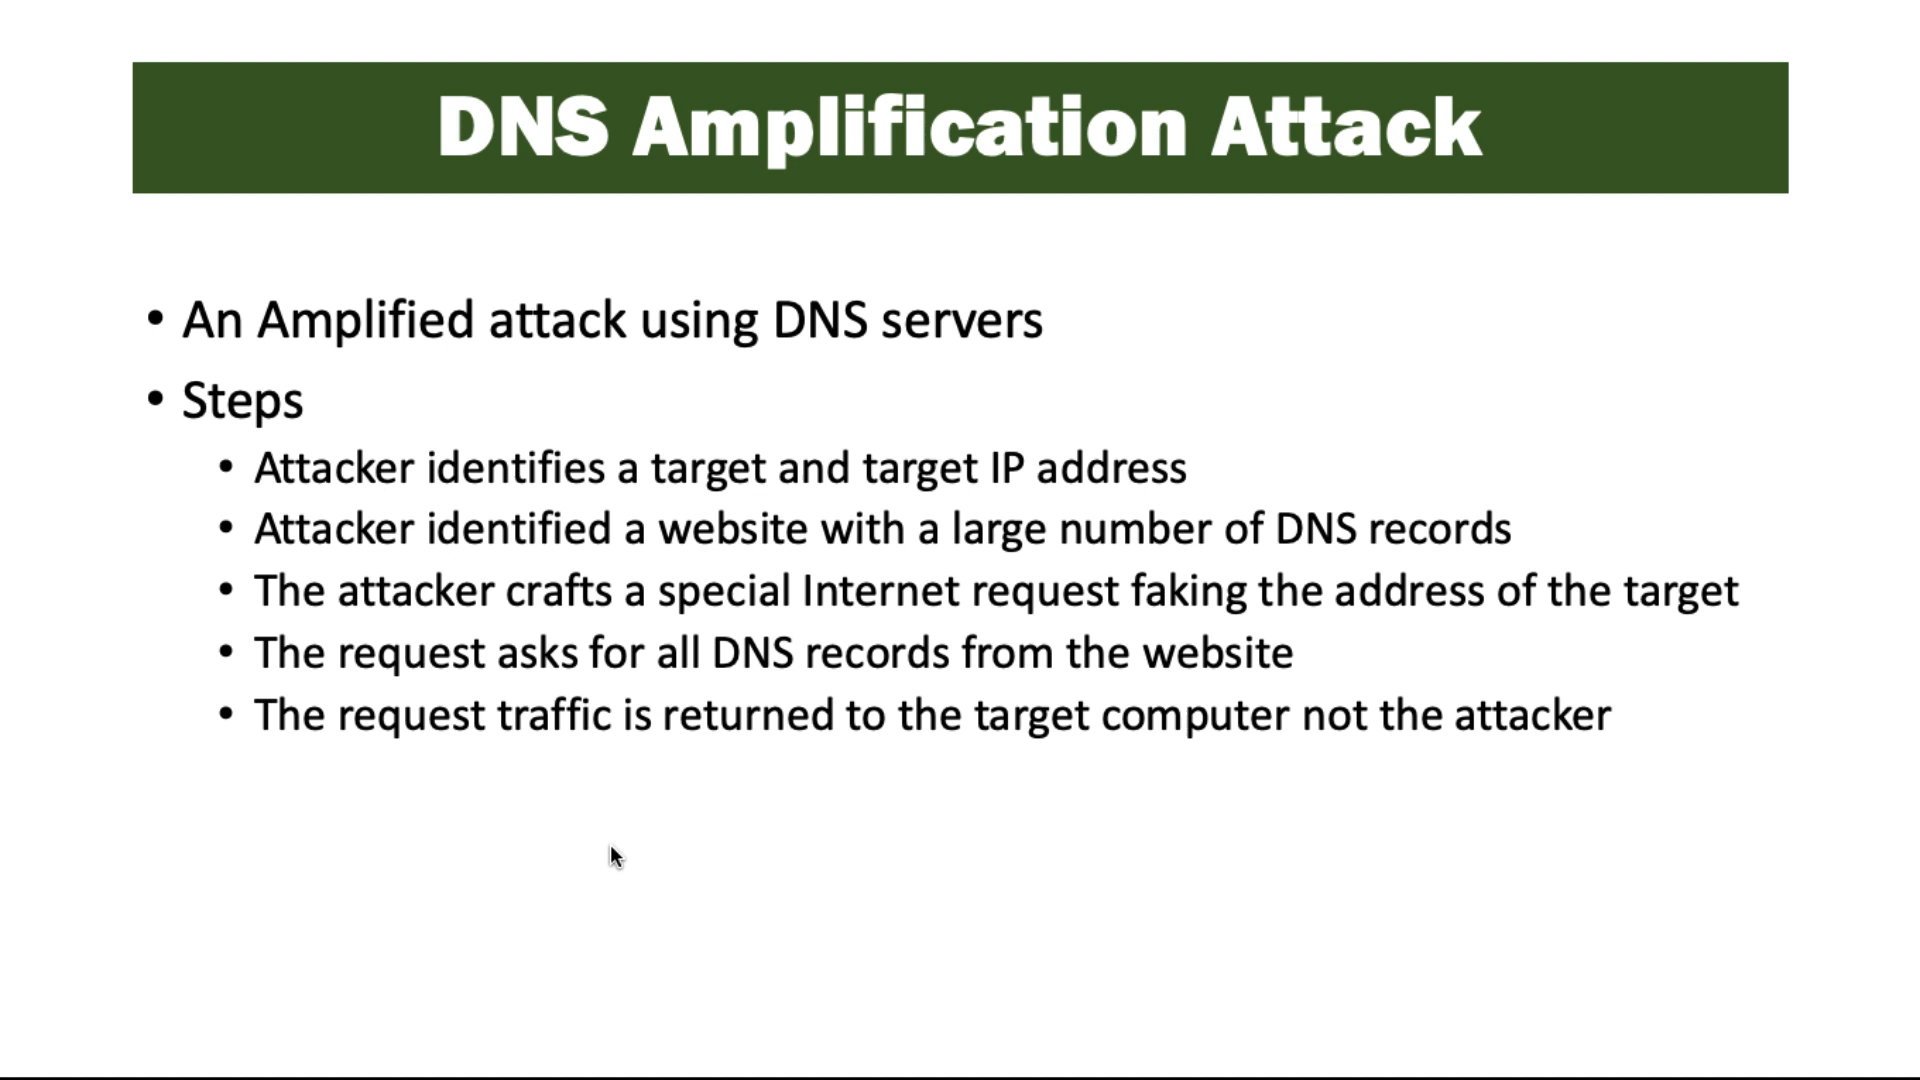 DNS Amplification Attack
• An Amplified attack using DNS servers
• Steps
• Attacker identifies a target and target IP address
• Attacker identified a website with a large number of DNS records
• The attacker crafts a special Internet request faking the address of the target
• The request asks for all DNS records from the website
• The request traffic is returned to the target computer not the attacker